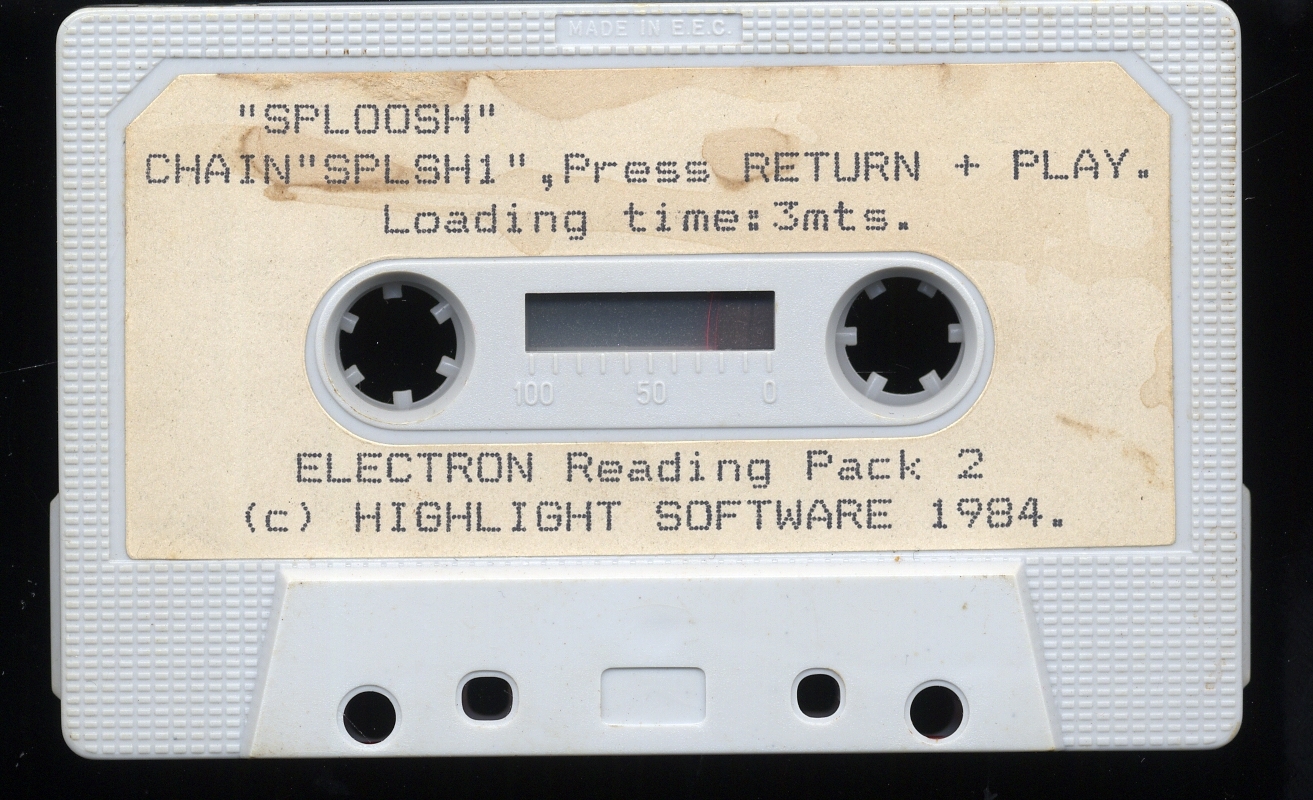 MADE IN E.E.C.
"SPLOOSH"
CHAIN"SPLSH1",Press RETURN + PLAY.
Loading time:3mts.
100 50 0
ELECTRON Reading Pack 2
(c) HIGHLIGHT SOFTWARE 1984.